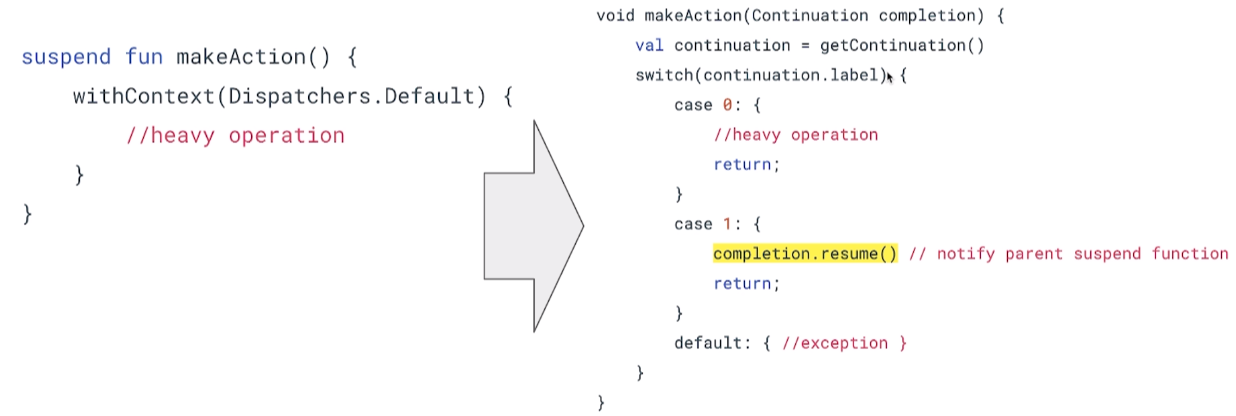 suspend fun makeAction() {
withContext(Dispatchers.Default) {
//heavy operation
}
}
void makeAction(Continuation completion) {
val continuation = getContinuation()
switch(continuation.label) {
case 0: {
//heavy operation
return;
}
case 1: {
completion.resume() // notify parent suspend function
return;
}
default: { //exception }
}
}